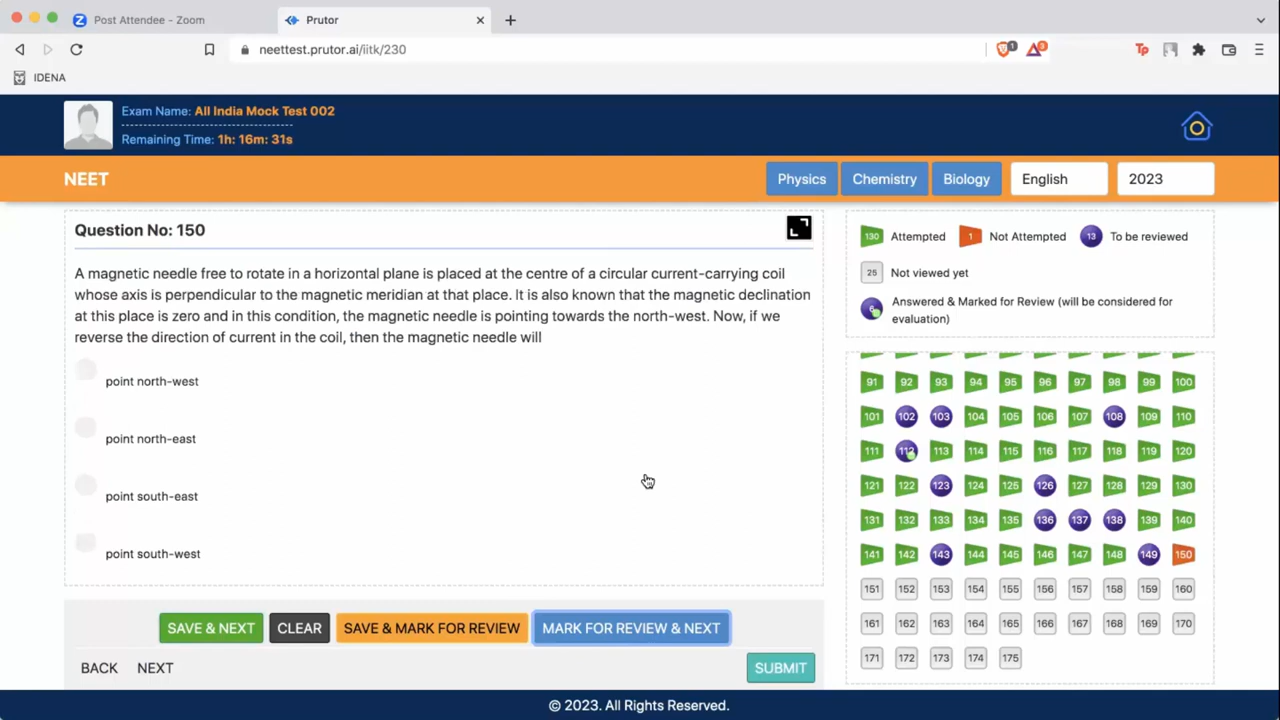 Post Attendee - Zoom
Prutor
neettest.prutor.ai/iitk/230
1
3
Tp
IDENA
Exam Name: All India Mock Test 002
Remaining Time: 1h: 16m: 31s
NEET
Physics
Chemistry
Biology
English
2023
Question No: 150
A magnetic needle free to rotate in a horizontal plane is placed at the centre of a circular current-carrying coil
whose axis is perpendicular to the magnetic meridian at that place. It is also known that the magnetic declination
at this place is zero and in this condition, the magnetic needle is pointing towards the north-west. Now, if we
reverse the direction of current in the coil, then the magnetic needle will
point north-west
point north-east
point south-east
point south-west
SAVE & NEXT
CLEAR
SAVE & MARK FOR REVIEW
MARK FOR REVIEW & NEXT
BACK
NEXT
SUBMIT
130 Attempted
1 Not Attempted
13 To be reviewed
25 Not viewed yet
Answered & Marked for Review (will be considered for
evaluation)
91 92 93 94 95 96 97 98 99 100
101 102 103 104 105 106 107 108 109 110
111 112 113 114 115 116 117 118 119 120
121 122 123 124 125 126 127 128 129 130
131 132 133 134 135 136 137 138 139 140
141 142 143 144 145 146 147 148 149 150
151 152 153 154 155 156 157 158 159 160
161 162 163 164 165 166 167 168 169 170
171 172 173 174 175
© 2023. All Rights Reserved.